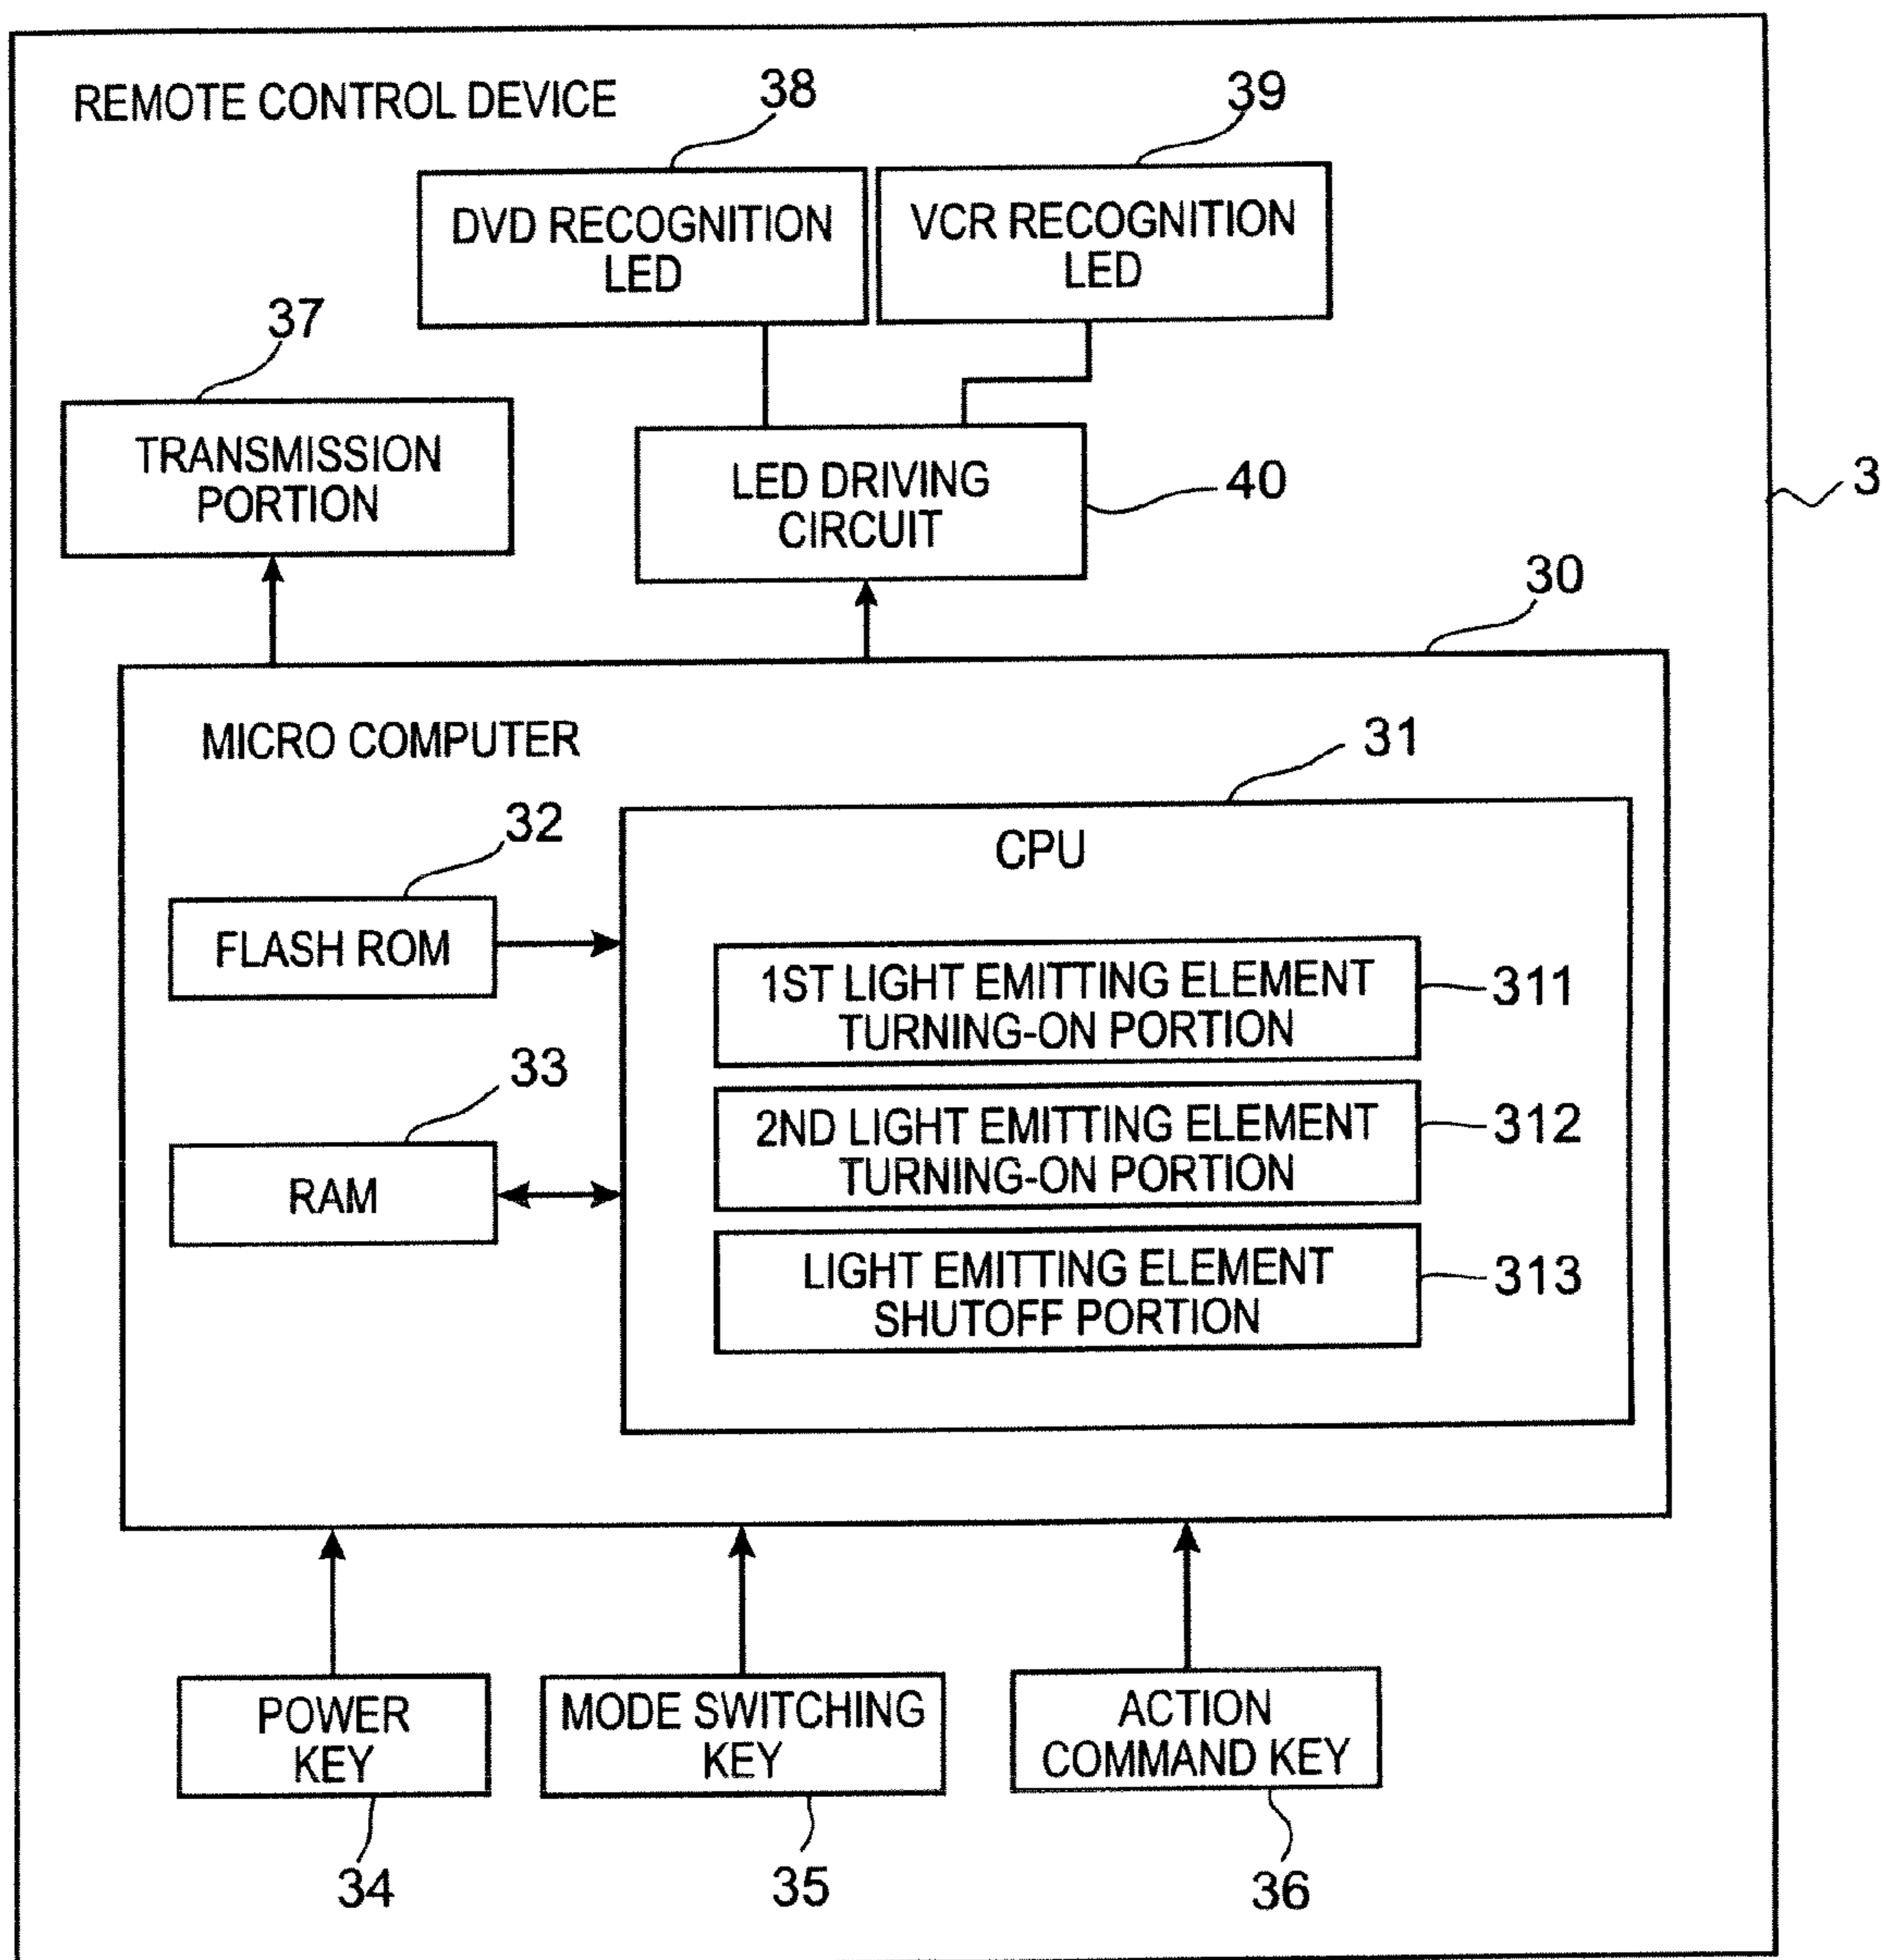 REMOTE CONTROL DEVICE
38
39
DVD RECOGNITION
LED
VCR RECOGNITION
LED
37
TRANSMISSION
PORTION
LED DRIVING
CIRCUIT
40
3
30
MICRO COMPUTER
31
32
CPU
FLASH ROM
1ST LIGHT EMITTING ELEMENT
TURNING-ON PORTION
311
33
RAM
2ND LIGHT EMITTING ELEMENT
TURNING-ON PORTION
312
LIGHT EMITTING ELEMENT
SHUTOFF PORTION
313
POWER
KEY
MODE SWITCHING
KEY
ACTION
COMMAND KEY
34
35
36